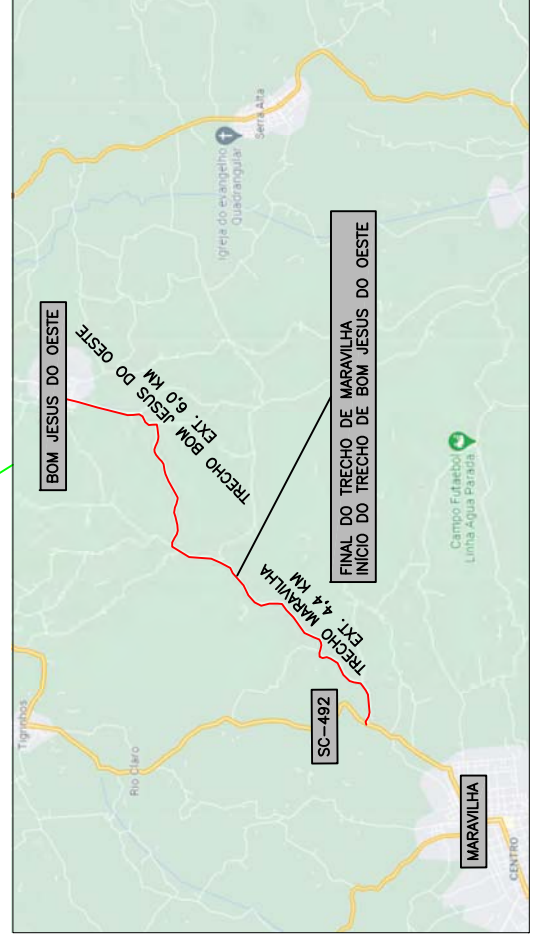 BOM JESUS DO OESTE
TRECHO BOM JESUS DO OESTE
EXT. 6,0 KM
Igreja do evangelho
Quadrangular
Serra Alta
FINAL DO TRECHO DE MARAVILHA
INÍCIO DO TRECHO DE BOM JESUS DO OESTE
TRECHO MARAVILHA
EXT. 4,4 KM
Campo Futaebol
Linha Água Parada
Tigrinhos
Rio Claro
SC-492
MARAVILHA
CENTRO